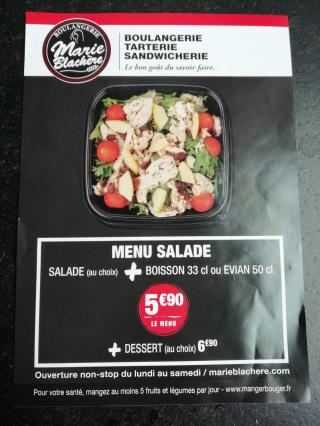 BOULANGERIE
Marie
Blachère
BOULANGERIE
TARTERIE
SANDWICHERIE
Le bon goût du savoir-faire.
MENU SALADE
SALADE (au choix) + BOISSON 33 cl ou EVIAN 50 cl
5€90
LE MENU
+ DESSERT (au choix) 6€90
Ouverture non-stop du lundi au samedi / marieblachere.com
Pour votre santé, mangez au moins 5 fruits et légumes par jour - www.mangerbouger.fr